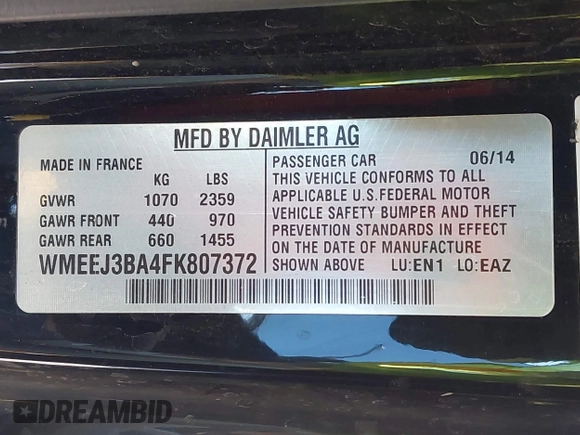 MFD BY DAIMLER AG
MADE IN FRANCE
KG LBS
GVWR 1070 2359
GAWR FRONT 440 970
GAWR REAR 660 1455
WMEEJ3BA4FK807372
PASSENGER CAR 06/14
THIS VEHICLE CONFORMS TO ALL
APPLICABLE U.S.FEDERAL MOTOR
VEHICLE SAFETY BUMPER AND THEFT
PREVENTION STANDARDS IN EFFECT
ON THE DATE OF MANUFACTURE
SHOWN ABOVE LU:EN1 LO:EAZ
DREAMBID